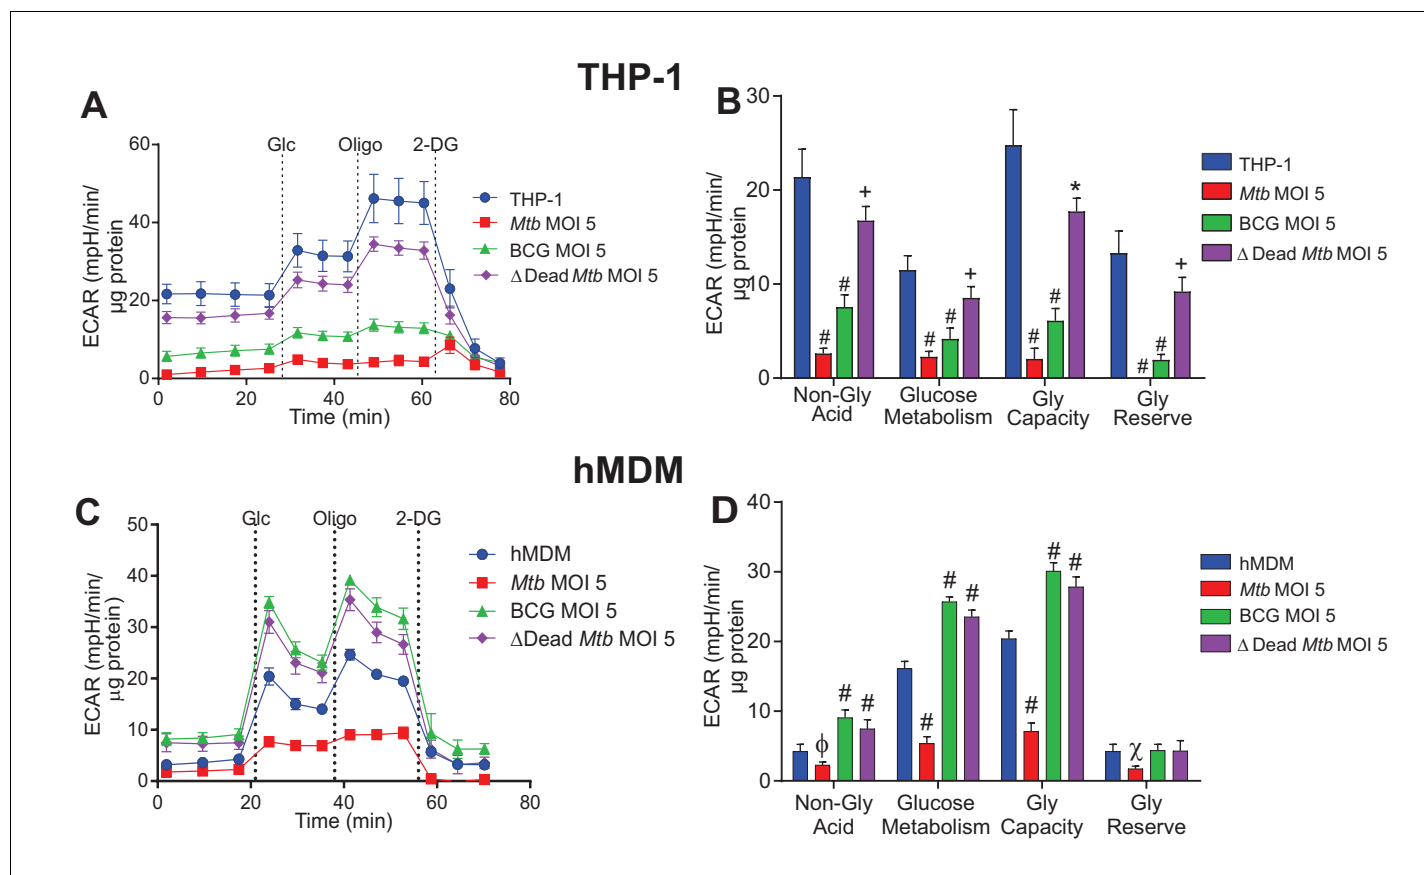 THP-1
A
Glc Oligo 2-DG
60
40
20
0
0 20 40 60 80
ECAR (mpH/min/
µg protein
Time (min)
THP-1
Mtb MOI 5
BCG MOI 5
Δ Dead Mtb MOI 5
B
30
20
10
0
ECAR (mpH/min/
µg protein
# # +
# # +
# # *
# # +
Non-Gly
Acid
Glucose
Metabolism
Gly
Capacity
Gly
Reserve
THP-1
Mtb MOI 5
BCG MOI 5
Δ Dead Mtb MOI 5
hMDM
C
Glc Oligo 2-DG
50
40
30
20
10
0
0 20 40 60 80
ECAR (mpH/min/
µg protein)
Time (min)
hMDM
Mtb MOI 5
BCG MOI 5
ΔDead Mtb MOI 5
D
40
30
20
10
0
ECAR (mpH/min/
µg protein
ϕ # #
# # #
# # #
χ
Non-Gly
Acid
Glucose
Metabolism
Gly
Capacity
Gly
Reserve
hMDM
Mtb MOI 5
BCG MOI 5
Δ Dead Mtb MOI 5